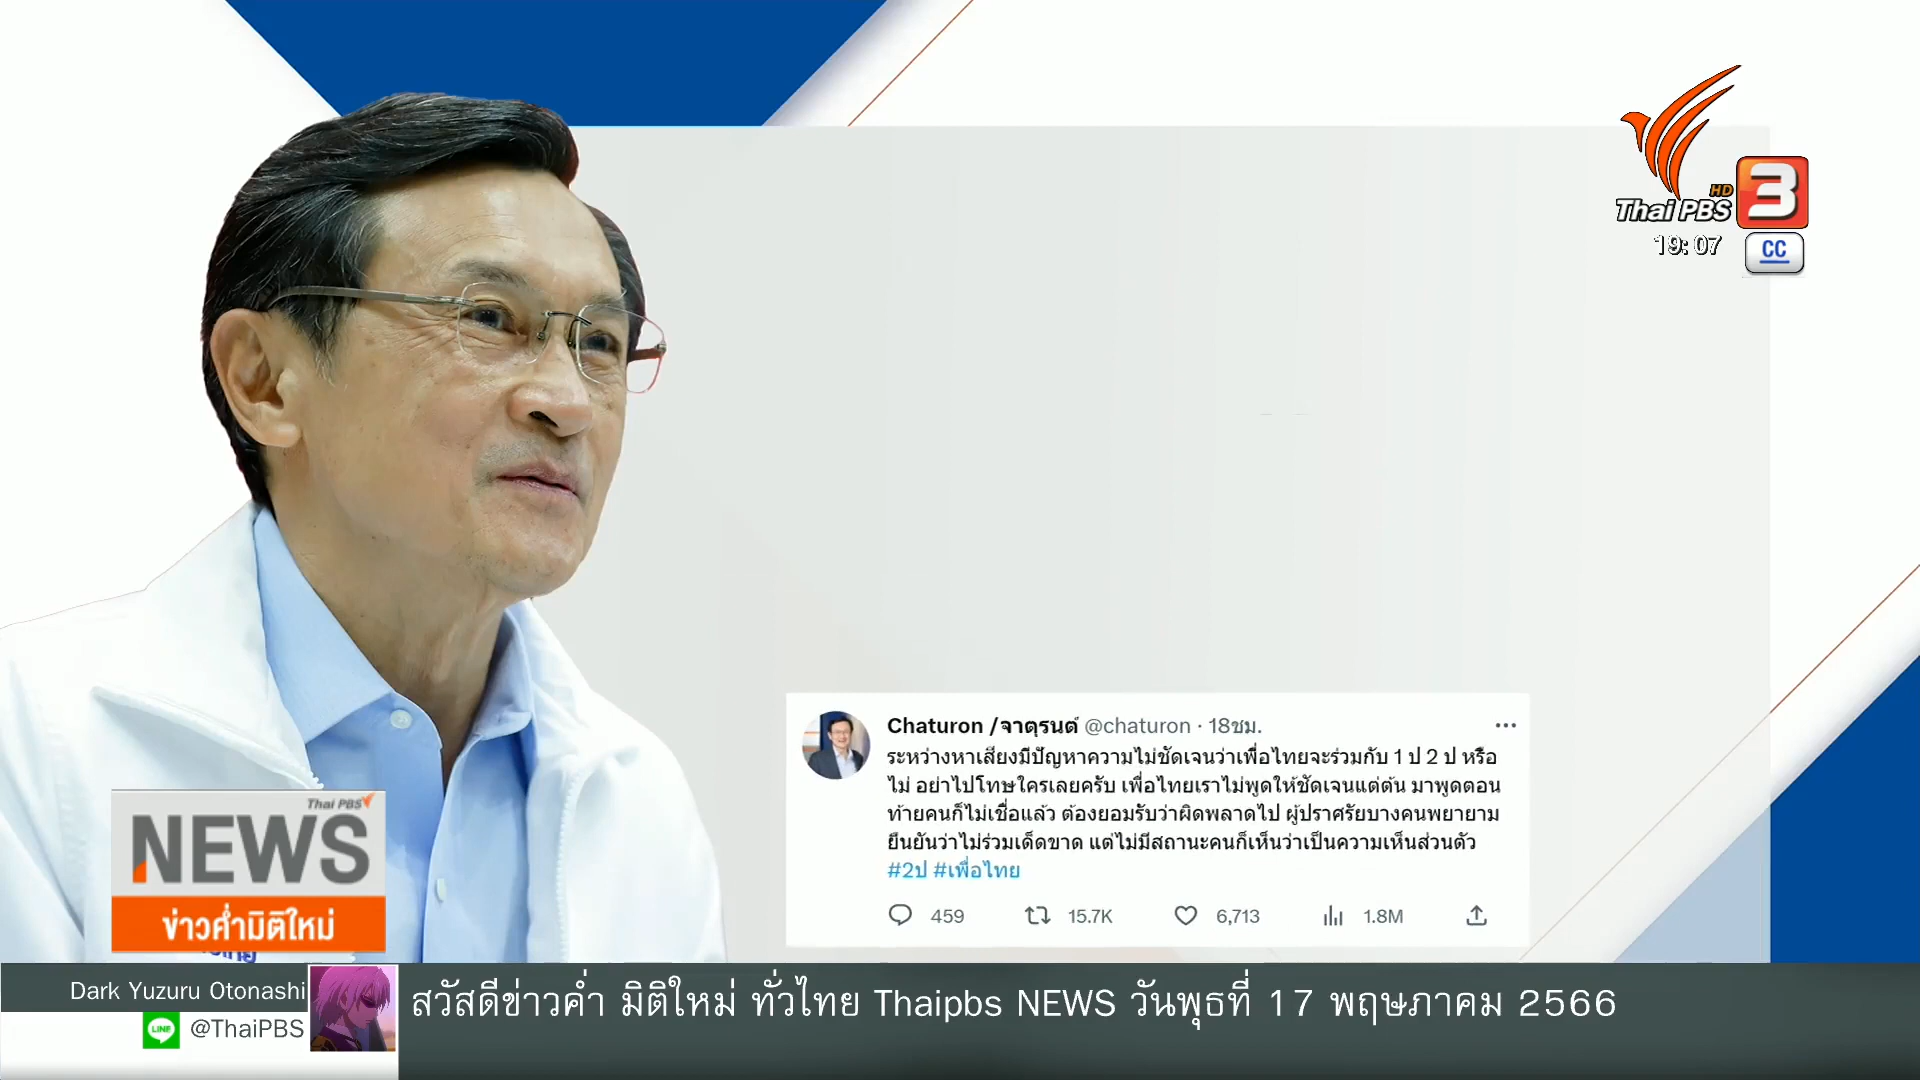 Thai PBS HD 3
19:07
CC
Chaturon /จาตุรนต์ @chaturon · 18ชม.
ระหว่างหาเสียงมีปัญหาความไม่ชัดเจนว่าเพื่อไทยจะร่วมกับ 1 ป 2 ป หรือ
ไม่ อย่าไปโทษใครเลยครับ เพื่อไทยเราไม่พูดให้ชัดเจนแต่ต้น มาพูดตอน
ท้ายคนก็ไม่เชื่อแล้ว ต้องยอมรับว่าผิดพลาดไป ผู้ปราศรัยบางคนพยายาม
ยืนยันว่าไม่ร่วมเด็ดขาด แต่ไม่มีสถานะคนก็เห็นว่าเป็นความเห็นส่วนตัว
#2ป #เพื่อไทย
459 15.7K 6,713 1.8M
Thai PBS
NEWS
ข่าวค่ำมิติใหม่
Dark Yuzuru Otonashi
LINE @ThaiPBS
สวัสดีข่าวค่ำ มิติใหม่ ทั่วไทย Thaipbs NEWS วันพุธที่ 17 พฤษภาคม 2566